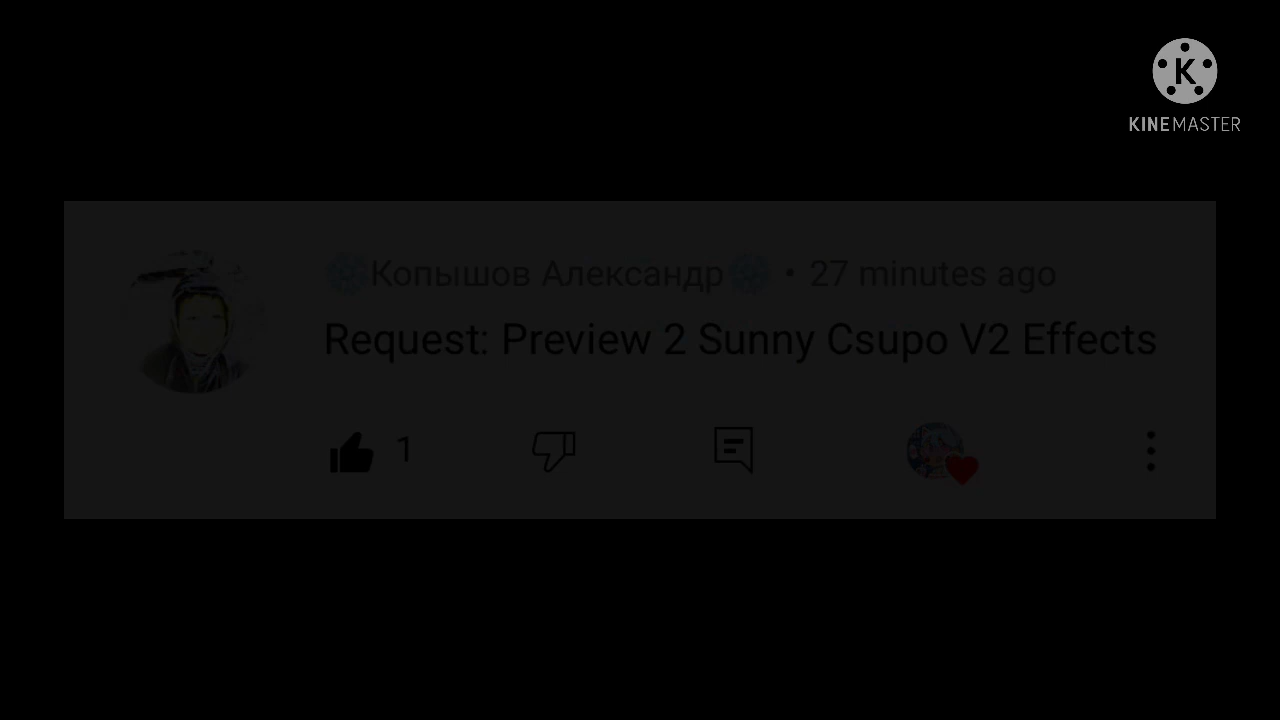 KINEMASTER
❄Копышов Александр❄ • 27 minutes ago
Request: Preview 2 Sunny Csupo V2 Effects
1